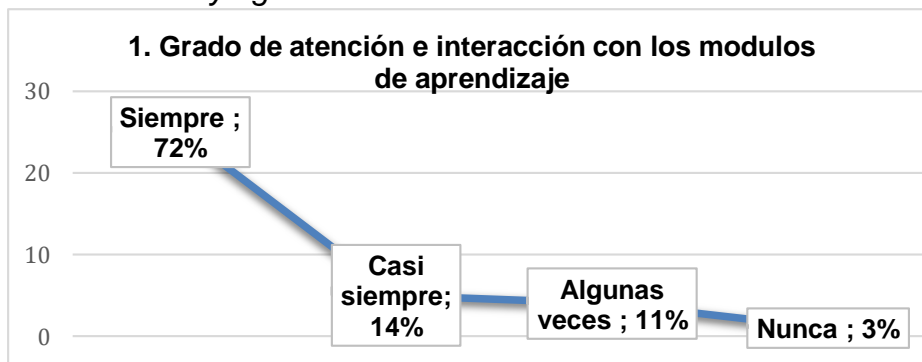 1. Grado de atención e interacción con los modulos
de aprendizaje
30
20
10
0
Siempre ;
72%
Casi
siempre;
14%
Algunas
veces ; 11%
Nunca ; 3%